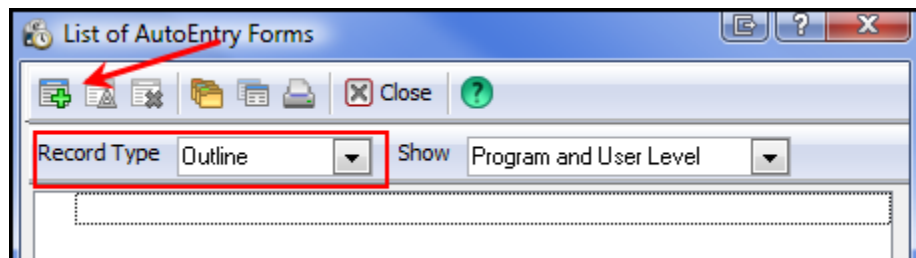 List of AutoEntry Forms
Close
Record Type Outline Show Program and User Level